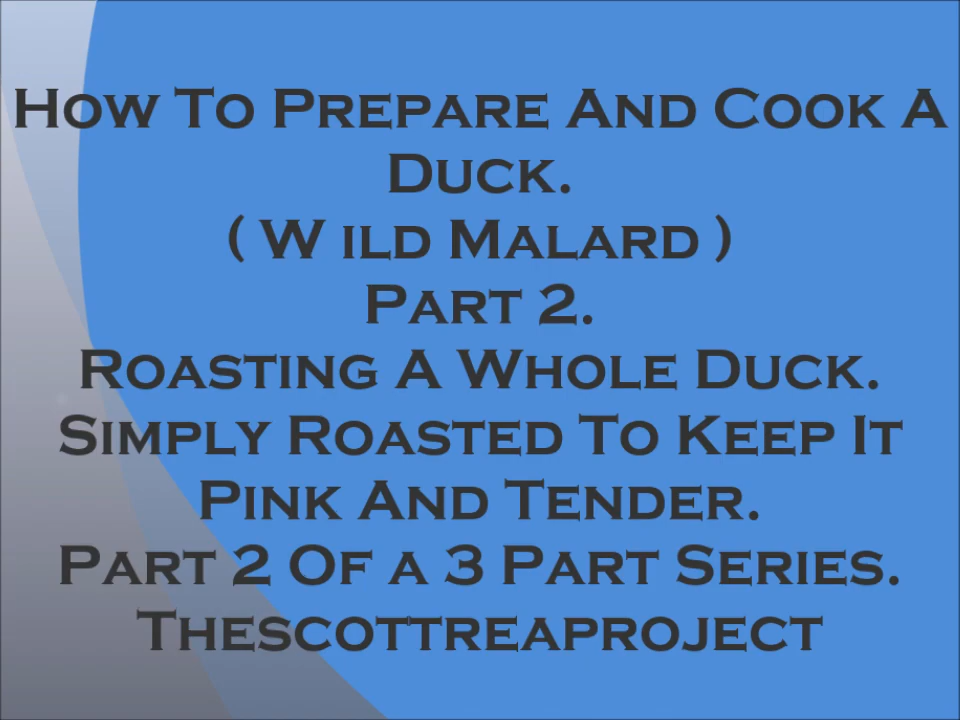 How To Prepare And Cook A
Duck.
( W ild Malard )
Part 2.
Roasting A Whole Duck.
Simply Roasted To Keep It
Pink And Tender.
Part 2 Of a 3 Part Series.
Thescottreaproject